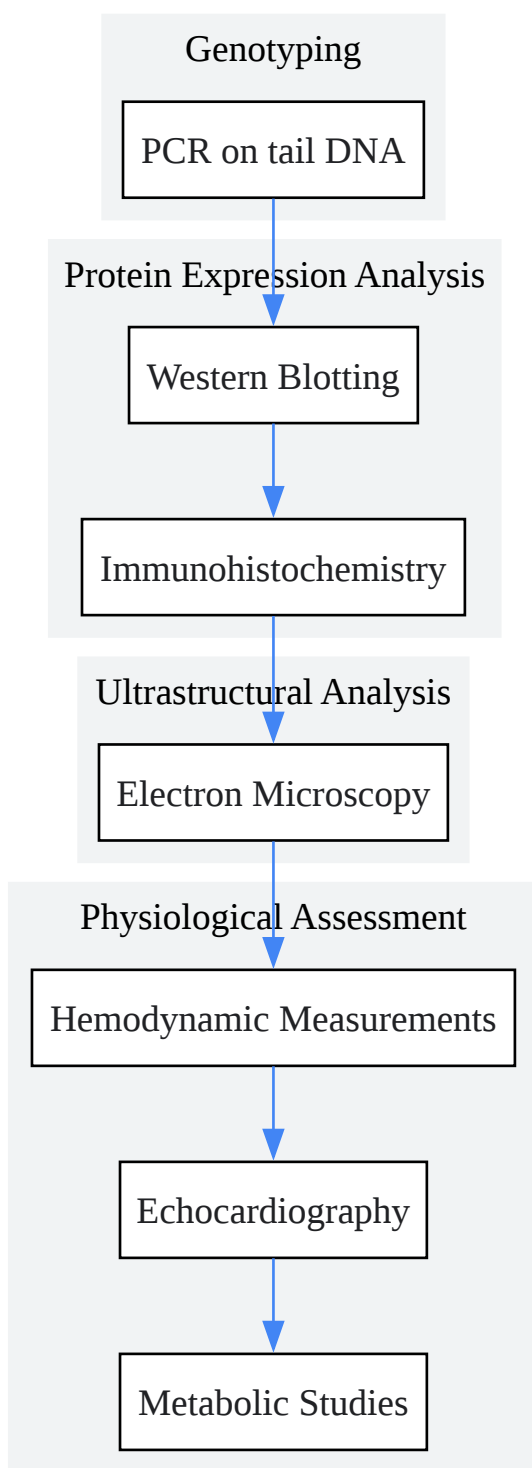 Genotyping
PCR on tail DNA
Protein Expression Analysis
Western Blotting
Immunohistochemistry
Ultrastructural Analysis
Electron Microscopy
Physiological Assessment
Hemodynamic Measurements
Echocardiography
Metabolic Studies